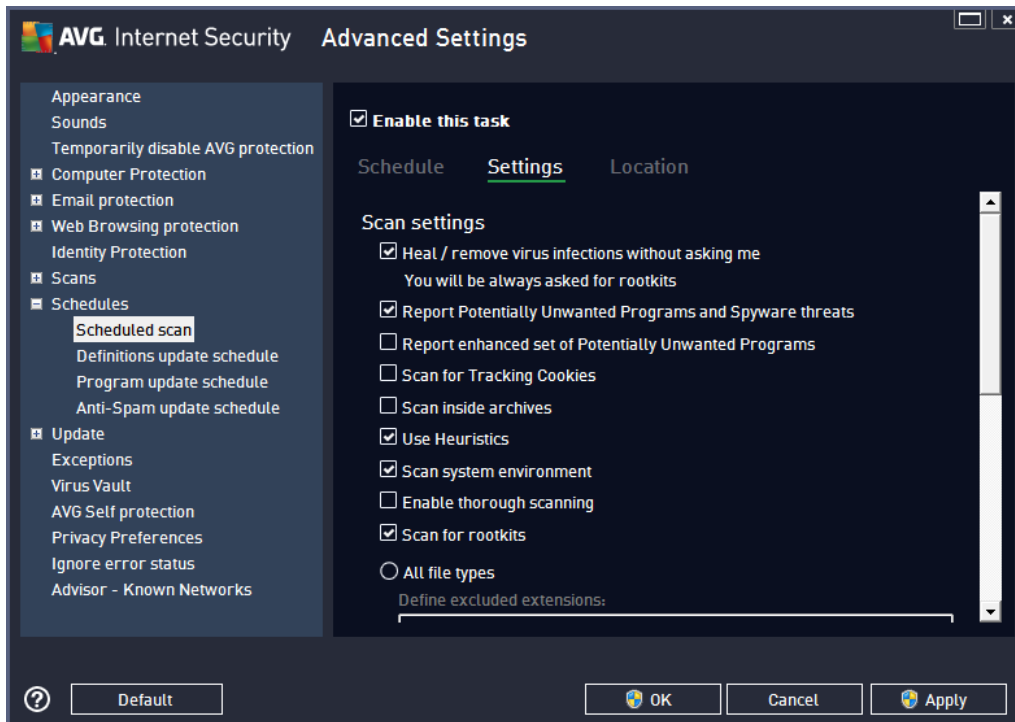 AVG. Internet Security Advanced Settings
Appearance
Sounds
Temporarily disable AVG protection
Computer Protection
Email protection
Web Browsing protection
Identity Protection
Scans
Schedules
Scheduled scan
Definitions update schedule
Program update schedule
Anti-Spam update schedule
Update
Exceptions
Virus Vault
AVG Self protection
Privacy Preferences
Ignore error status
Advisor - Known Networks
Enable this task
Schedule Settings Location
Scan settings
Heal / remove virus infections without asking me
You will be always asked for rootkits
Report Potentially Unwanted Programs and Spyware threats
Report enhanced set of Potentially Unwanted Programs
Scan for Tracking Cookies
Scan inside archives
Use Heuristics
Scan system environment
Enable thorough scanning
Scan for rootkits
All file types
Define excluded extensions:
? Default OK Cancel Apply